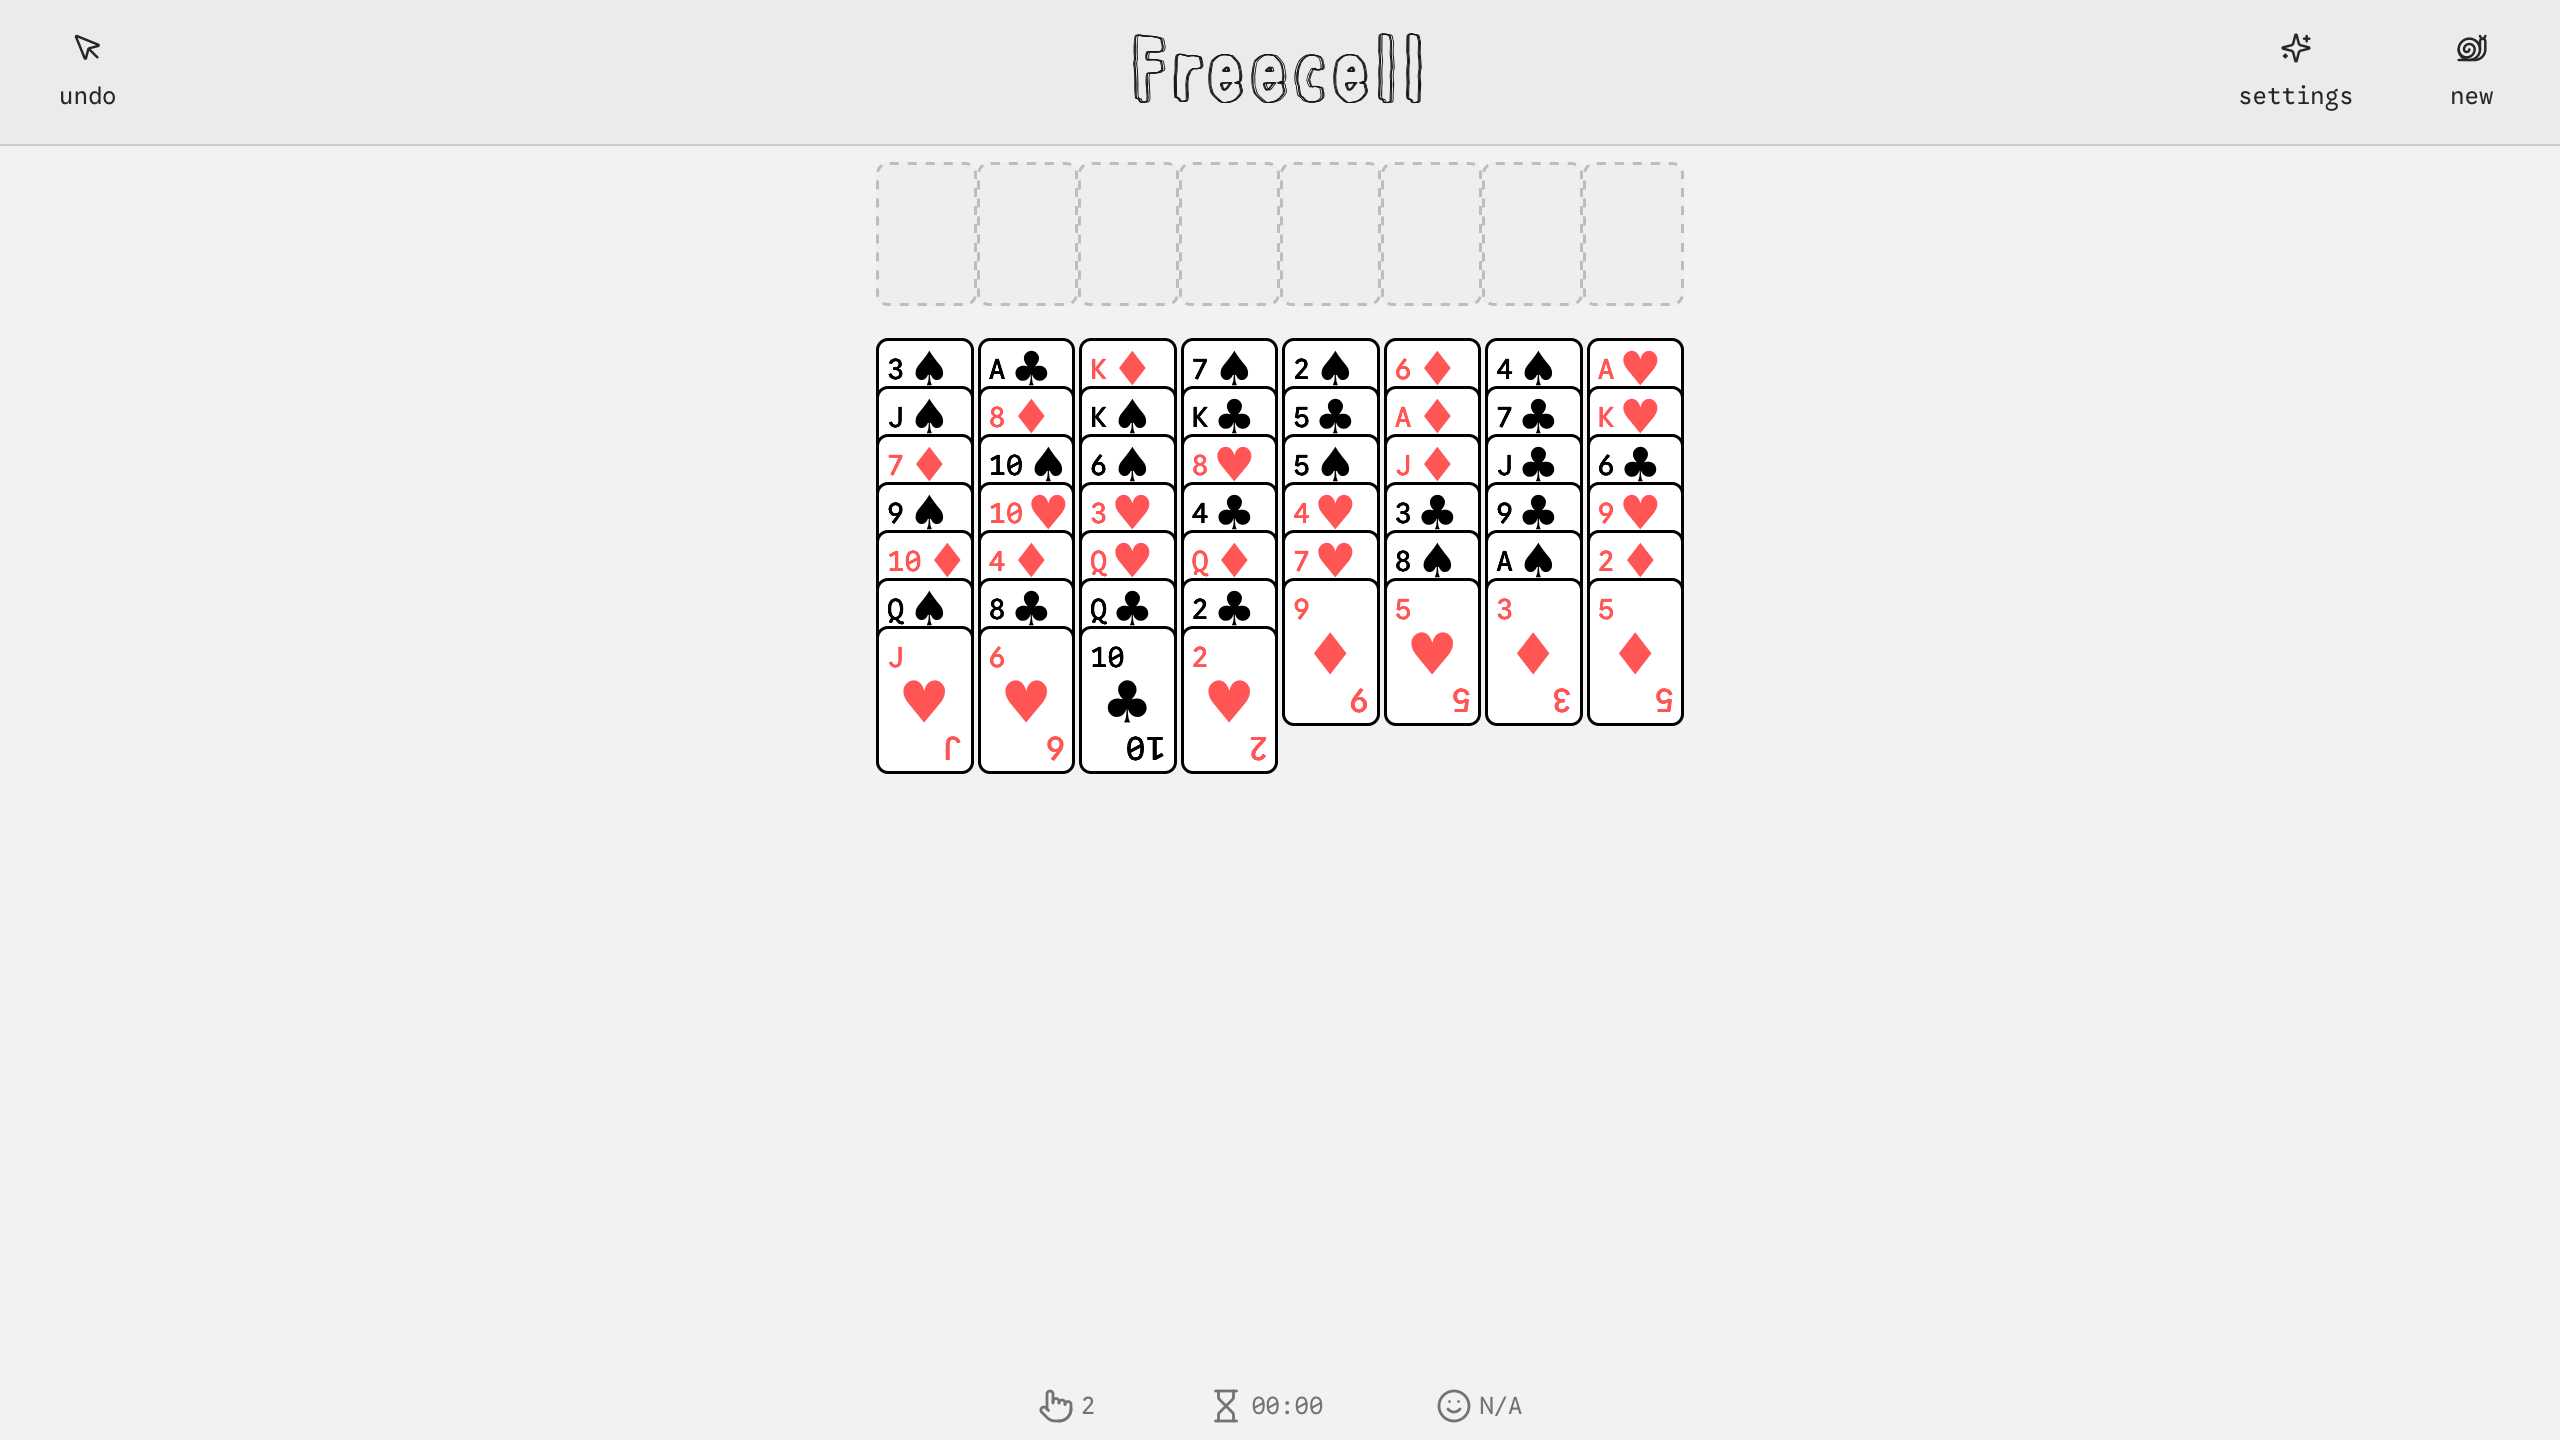 Freecell
undo
settings
new
3 A K 7 2 6 4 A
J 8 K K 5 A 7 K
7 10 6 8 5 J J 6
9 10 3 4 4 3 9 9
10 4 Q Q 7 8 A 2
Q 8 Q 2 9 5 3 5
J 6 10 2 9 5 3 5
J 6 10 2
2 00:00 N/A